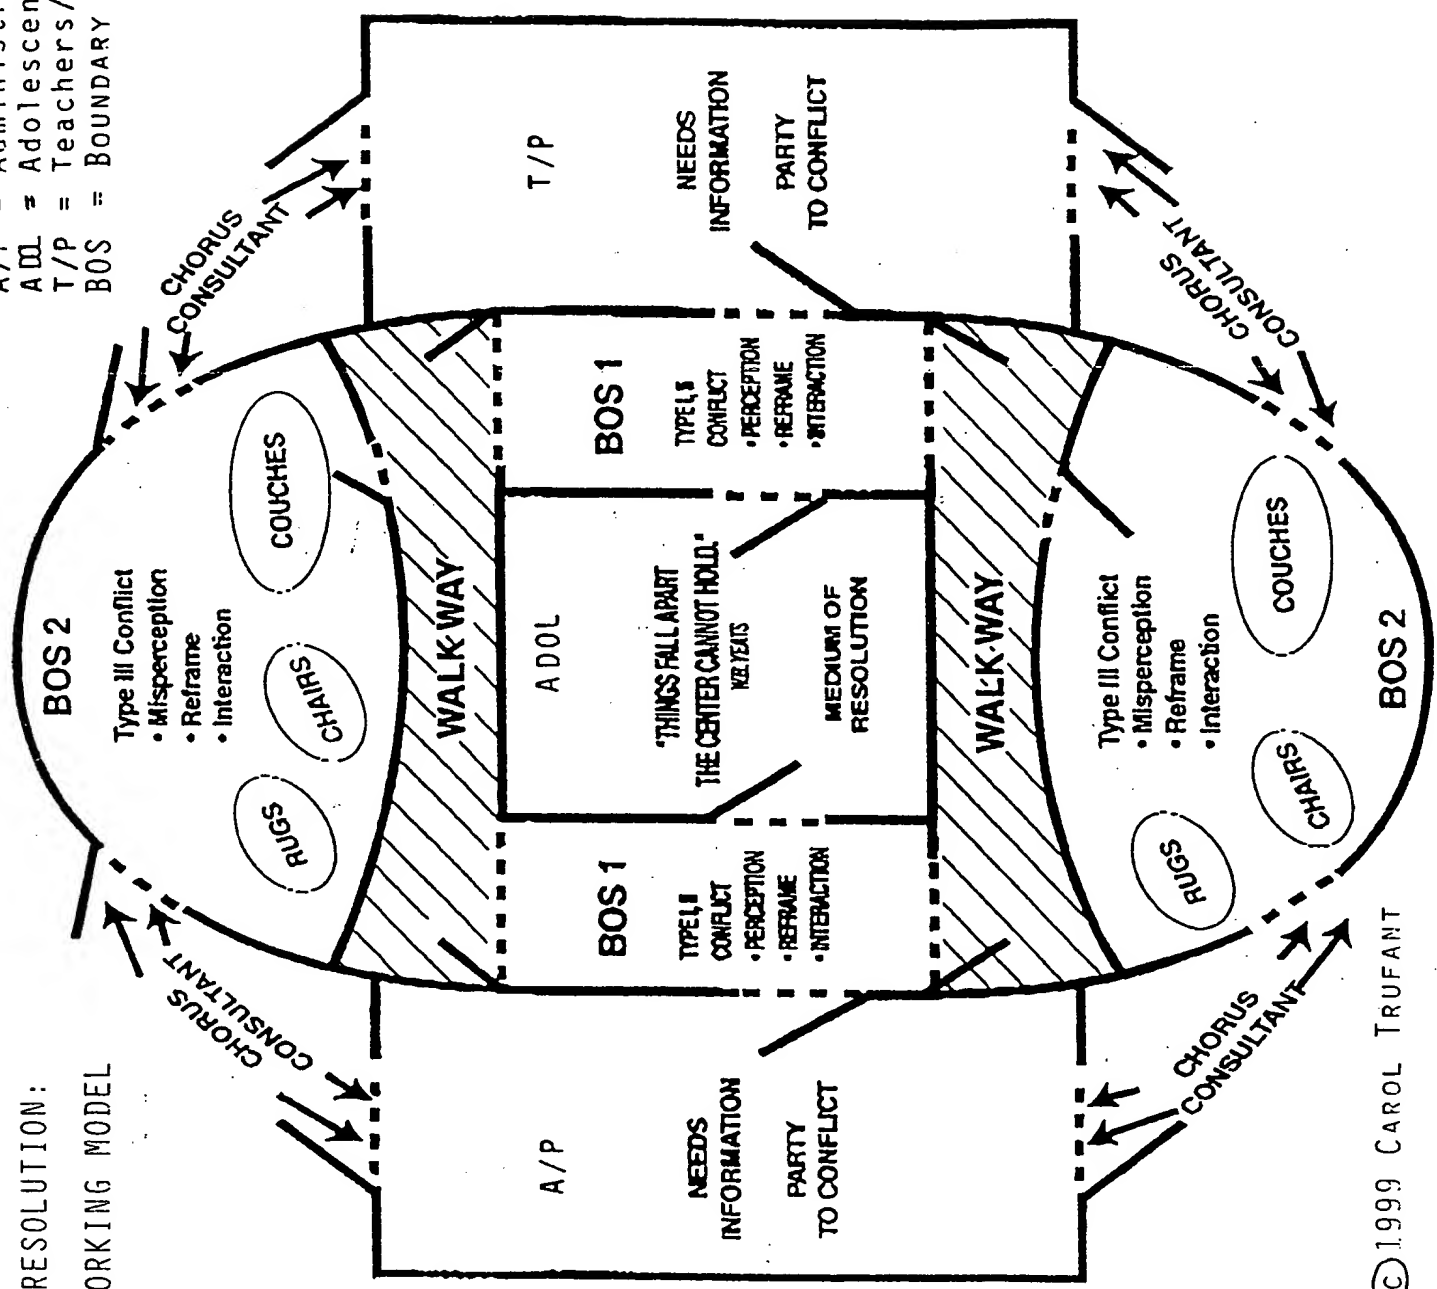 RESOLUTION:
ORKING MODEL
ADOL = Adolescen
T/P = Teachers/
BOS = BOUNDARY
BOS 2
Type III Conflict
• Misperception
• Reframe
• Interaction
RUGS
CHAIRS
COUCHES
CHORUS
CONSULTANT
CHORUS
CONSULTANT
WALK-WAY
A/P
NEEDS
INFORMATION
PARTY
TO CONFLICT
BOS 1
TYPE I, II
CONFLICT
• PERCEPTION
• REFRAME
• INTERACTION
ADOL
"THINGS FALL APART
THE CENTER CANNOT HOLD."
W.B. YEATS
MEDIUM OF
RESOLUTION
BOS 1
TYPE I, II
CONFLICT
• PERCEPTION
• REFRAME
• INTERACTION
T/P
NEEDS
INFORMATION
PARTY
TO CONFLICT
WALK-WAY
Type III Conflict
• Misperception
• Reframe
• Interaction
RUGS
CHAIRS
COUCHES
BOS 2
CHORUS
CONSULTANT
CHORUS
CONSULTANT
©1999 CAROL TRUFANT